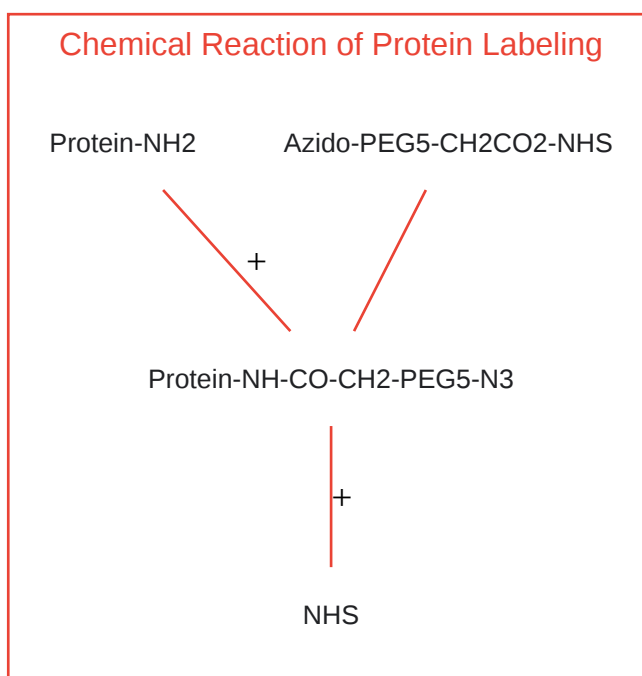 Chemical Reaction of Protein Labeling
Protein-NH2
Azido-PEG5-CH2CO2-NHS
+
Protein-NH-CO-CH2-PEG5-N3
+
NHS